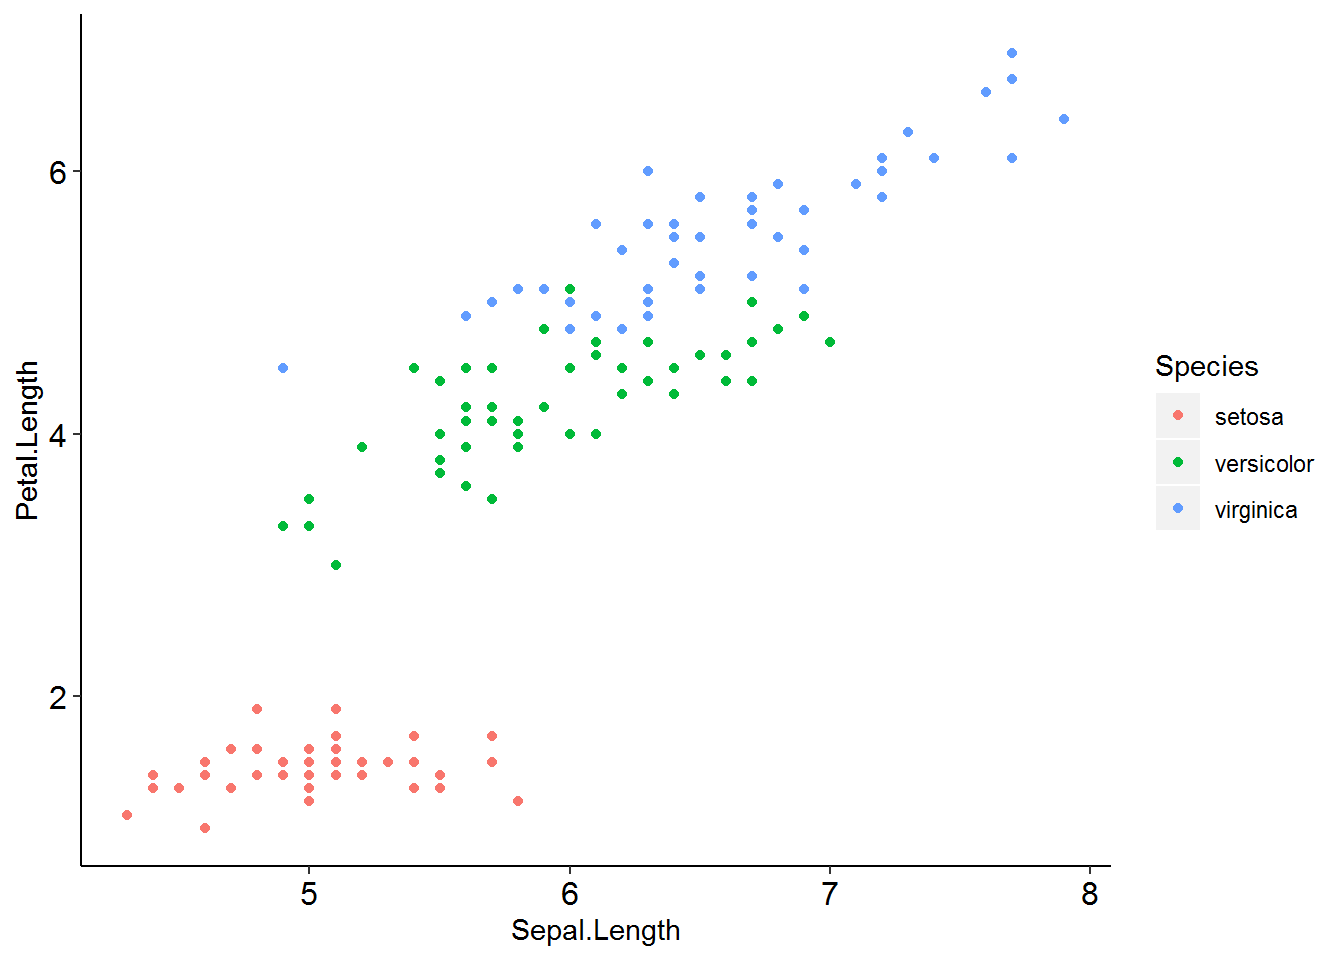 6
4
2
Petal.Length
5 6 7 8
Sepal.Length
Species
setosa
versicolor
virginica